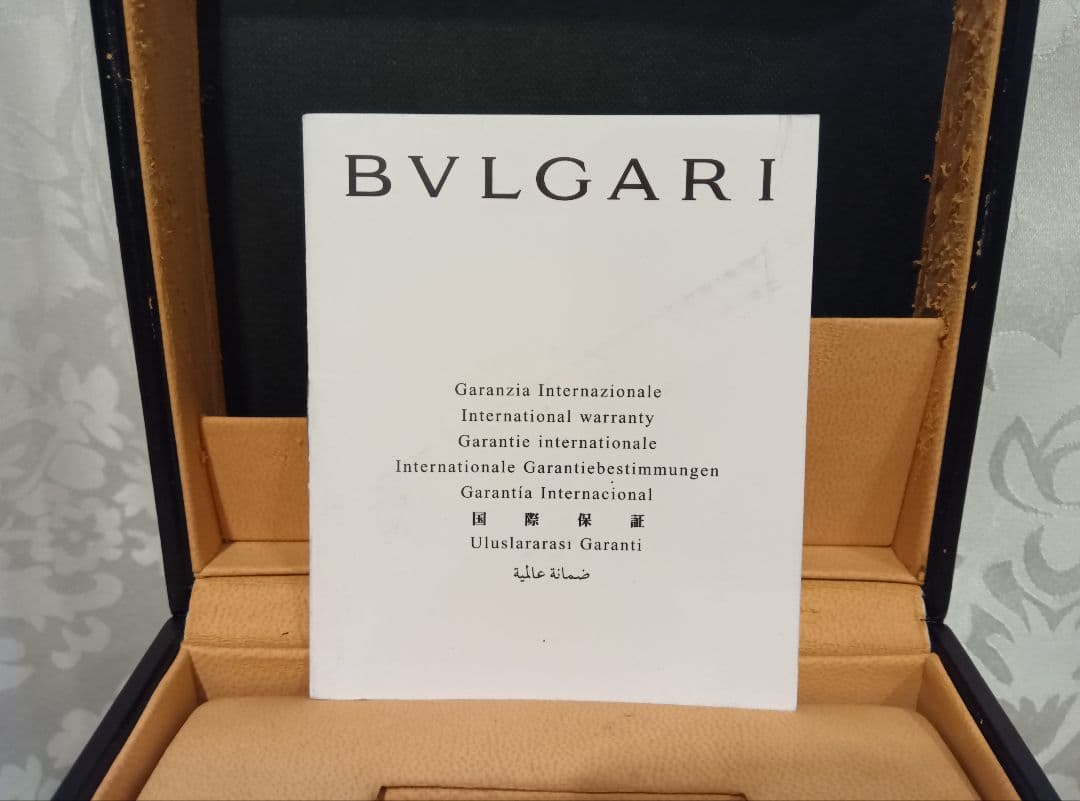 BVLGARI
Garanzia Internazionale
International warranty
Garantie internationale
Internationale Garantiebestimmungen
Garantía Internacional
国際保証
Uluslararası Garanti
ضمانة عالمية